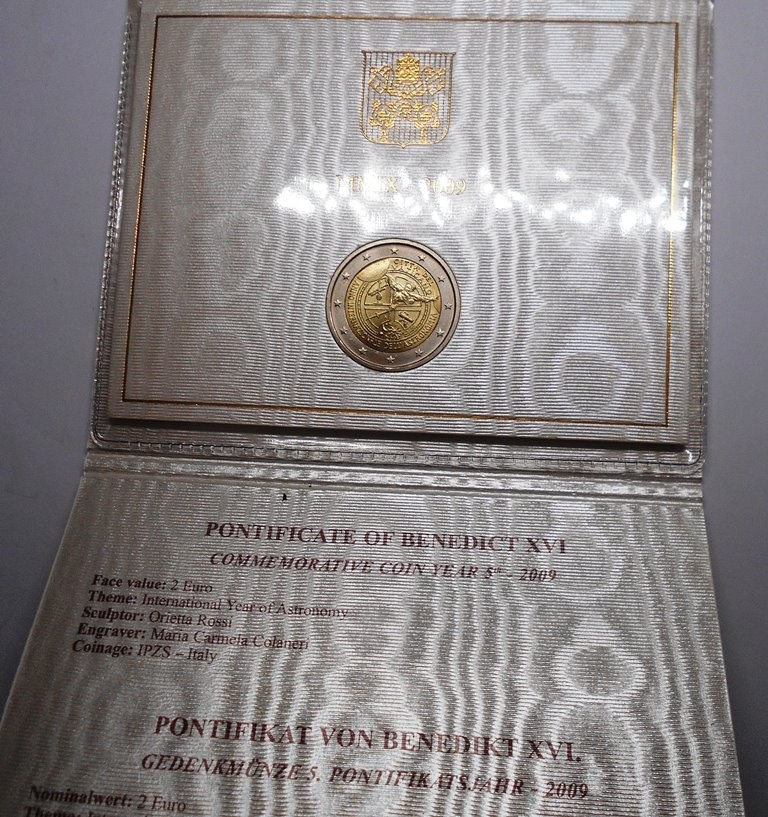 2009
PONTIFICATE OF BENEDICT XVI
COMMEMORATIVE COIN YEAR 5th - 2009
Face value: 2 Euro
Theme: International Year of Astronomy
Sculptor: Orietta Rossi
Engraver: Maria Carmela Colaneri
Coinage: IPZS – Italy
PONTIFIKAT VON BENEDIKT XVI.
GEDENKMÜNZE 5. PONTIFIKATSJAHR - 2009
Nominalwert: 2 Euro